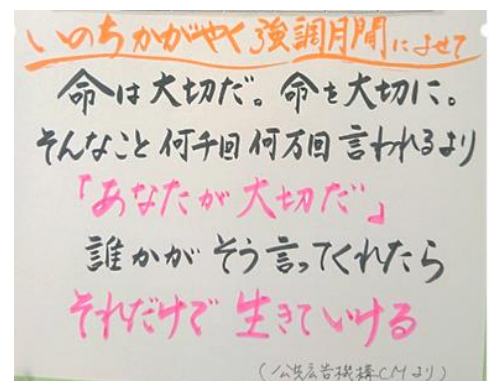 いのちかがやく強調月間によせて
命は大切だ。命を大切に。
そんなこと何千回何万回言われるより
「あなたが大切だ」
誰かがそう言ってくれたら
それだけで生きていける
(公共広告機構CMより)